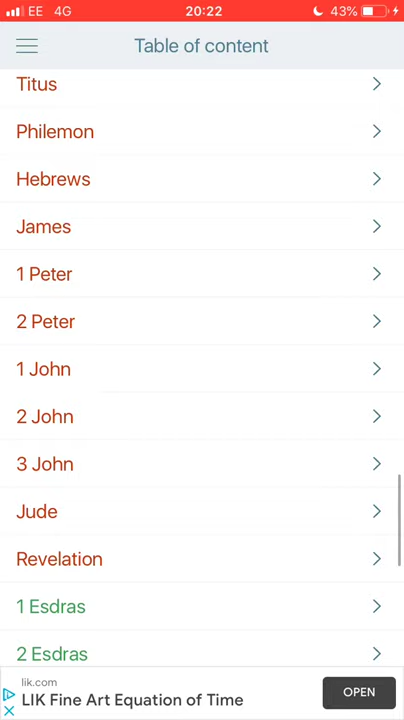 EE 4G 20:22 43%
Table of content
Titus
Philemon
Hebrews
James
1 Peter
2 Peter
1 John
2 John
3 John
Jude
Revelation
1 Esdras
2 Esdras
lik.com
LIK Fine Art Equation of Time
OPEN